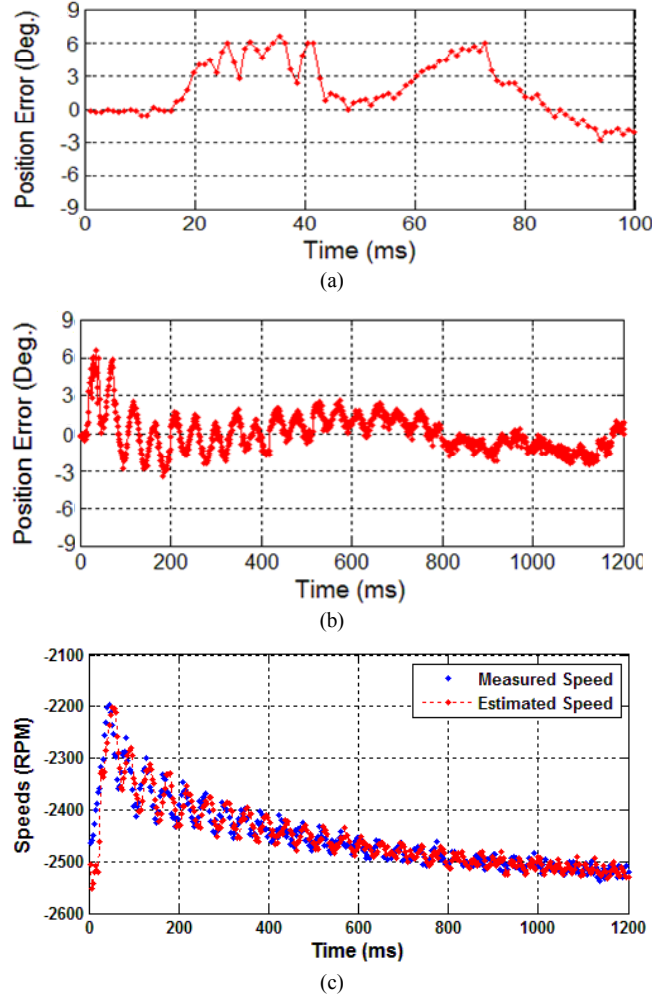 9
6
3
0
-3
-6
-9
Position Error (Deg.)
0 20 40 60 80 100
Time (ms)
(a)
9
6
3
0
-3
-6
-9
Position Error (Deg.)
0 200 400 600 800 1000 1200
Time (ms)
(b)
-2100
-2200
-2300
-2400
-2500
-2600
Speeds (RPM)
Measured Speed
Estimated Speed
0 200 400 600 800 1000 1200
Time (ms)
(c)